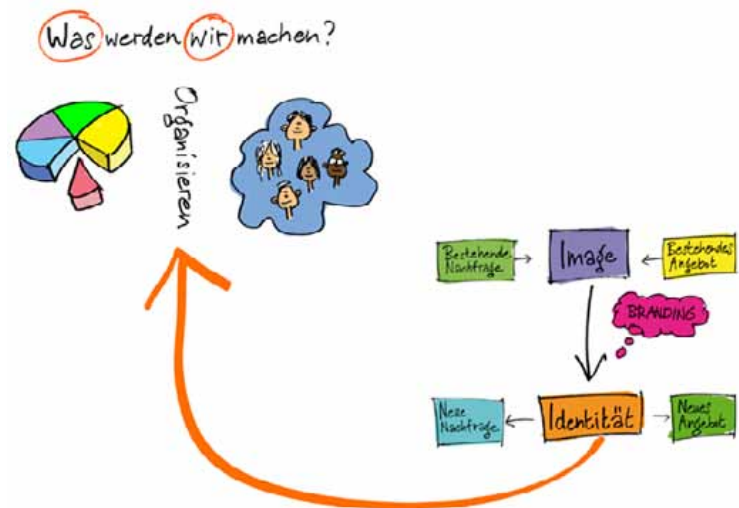 Was werden wir machen?
Organisieren
Bestehende
Nachfrage
Image
Bestehendes
Angebot
BRANDING
Neue
Nachfrage
Identität
Neues
Angebot